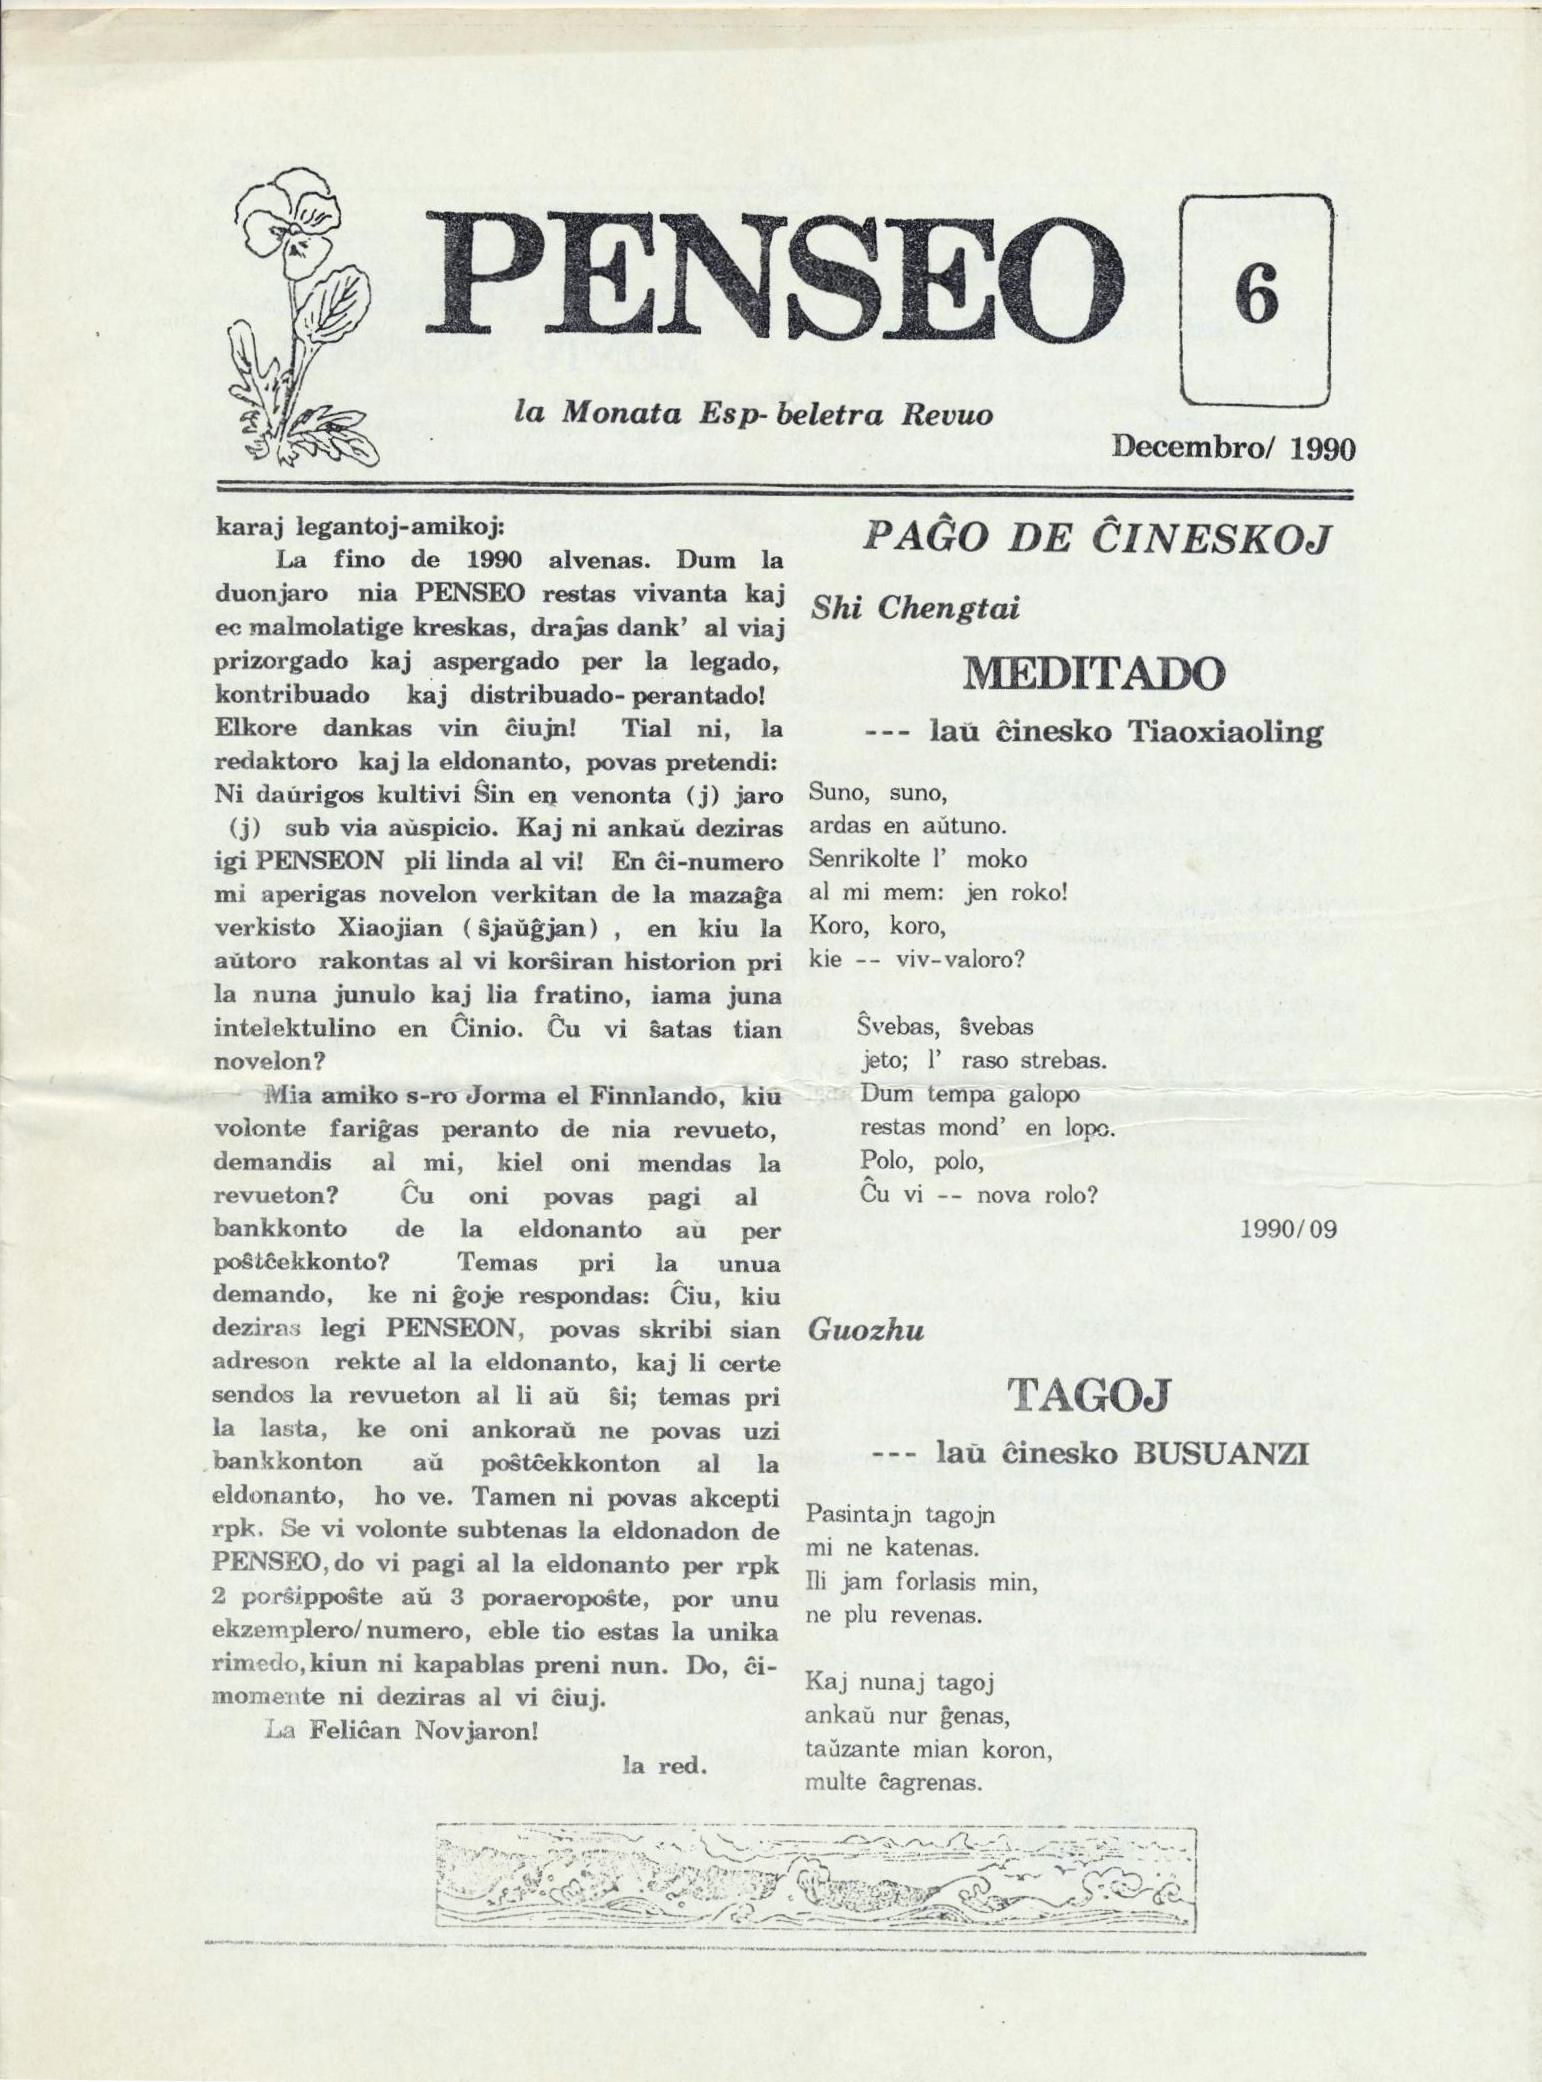 PENSEO
6
la Monata Esp-beletra Revuo
Decembro/ 1990
karaj legantoj-amikoj:
La fino de 1990 alvenas. Dum la
duonjaro nia PENSEO restas vivanta kaj
ec malmolatige kreskas, draĵas dank' al viaj
prizorgado kaj aspergado per la legado,
kontribuado kaj distribuado-perantado!
Elkore dankas vin ĉiujn! Tial ni, la
redaktoro kaj la eldonanto, povas pretendi:
Ni daŭrigos kultivi Ŝin en venonta (j) jaro
(j) sub via aŭspicio. Kaj ni ankaŭ deziras
igi PENSEON pli linda al vi! En ĉi-numero
mi aperigas novelon verkitan de la mazaĝa
verkisto Xiaojian (ŝjaŭĝjan) , en kiu la
aŭtoro rakontas al vi korŝiran historion pri
la nuna junulo kaj lia fratino, iama juna
intelektulino en Ĉinio. Ĉu vi ŝatas tian
novelon?
Mia amiko s-ro Jorma el Finnlando, kiu
volonte fariĝas peranto de nia revueto,
demandis al mi, kiel oni mendas la
revueton? Ĉu oni povas pagi al
bankkonto de la eldonanto aŭ per
poŝtĉekkonto? Temas pri la unua
demando, ke ni ĝoje respondas: Ĉiu, kiu
deziras legi PENSEON, povas skribi sian
adreson rekte al la eldonanto, kaj li certe
sendos la revueton al li aŭ ŝi; temas pri
la lasta, ke oni ankoraŭ ne povas uzi
bankkonton aŭ poŝtĉekkonton al la
eldonanto, ho ve. Tamen ni povas akcepti
rpk. Se vi volonte subtenas la eldonadon de
PENSEO, do vi pagi al la eldonanto per rpk
2 porŝippoŝte aŭ 3 poraeropoŝte, por unu
ekzemplero/numero, eble tio estas la unika
rimedo, kiun ni kapablas preni nun. Do, ĉi-
momente ni deziras al vi ĉiuj.
La Feliĉan Novjaron!
la red.
PAĜO DE ĈINESKOJ
Shi Chengtai
MEDITADO
--- laŭ ĉinesko Tiaoxiaoling
Suno, suno,
ardas en aŭtuno.
Senrikolte l' moko
al mi mem: jen roko!
Koro, koro,
kie -- viv-valoro?
Ŝvebas, ŝvebas
jeto; l' raso strebas.
Dum tempa galopo
restas mond' en lopo.
Polo, polo,
Ĉu vi -- nova rolo?
1990/09
Guozhu
TAGOJ
--- laŭ ĉinesko BUSUANZI
Pasintajn tagojn
mi ne katenas.
Ili jam forlasis min,
ne plu revenas.
Kaj nunaj tagoj
ankaŭ nur ĝenas,
taŭzante mian koron,
multe ĉagrenas.